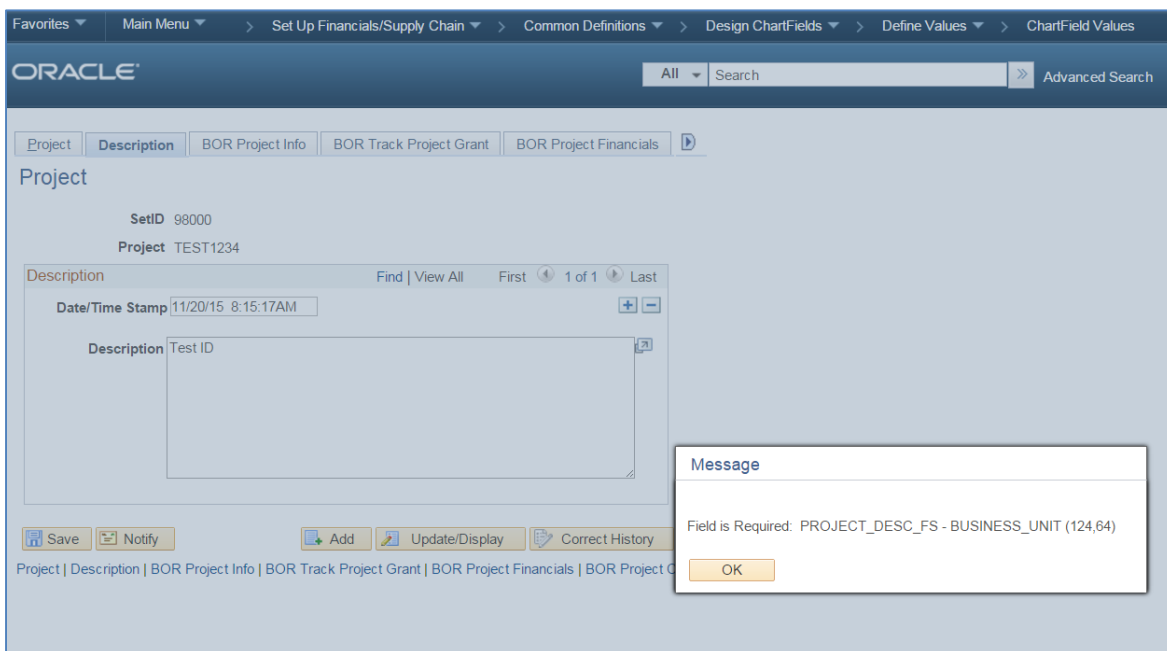 Favorites Main Menu > Set Up Financials/Supply Chain > Common Definitions > Design ChartFields > Define Values > ChartField Values
ORACLE
All Search Advanced Search
Project Description BOR Project Info BOR Track Project Grant BOR Project Financials
Project
SetID 98000
Project TEST1234
Description Find | View All First 1 of 1 Last
Date/Time Stamp 11/20/15 8:15:17AM
Description Test ID
Message
Field is Required: PROJECT_DESC_FS - BUSINESS_UNIT (124,64)
OK
Save Notify Add Update/Display Correct History
Project | Description | BOR Project Info | BOR Track Project Grant | BOR Project Financials | BOR Project